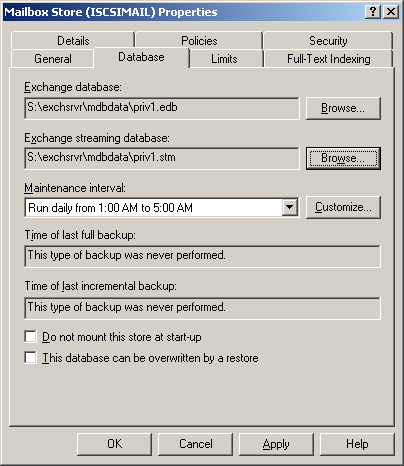 Mailbox Store (ISCSIMAIL) Properties
Details Policies Security
General Database Limits Full-Text Indexing
Exchange database:
S:\exchsrvr\mdbdata\priv1.edb Browse...
Exchange streaming database:
S:\exchsrvr\mdbdata\priv1.stm Browse...
Maintenance interval:
Run daily from 1:00 AM to 5:00 AM Customize...
Time of last full backup:
This type of backup was never performed.
Time of last incremental backup:
This type of backup was never performed.
Do not mount this store at start-up
This database can be overwritten by a restore
OK Cancel Apply Help